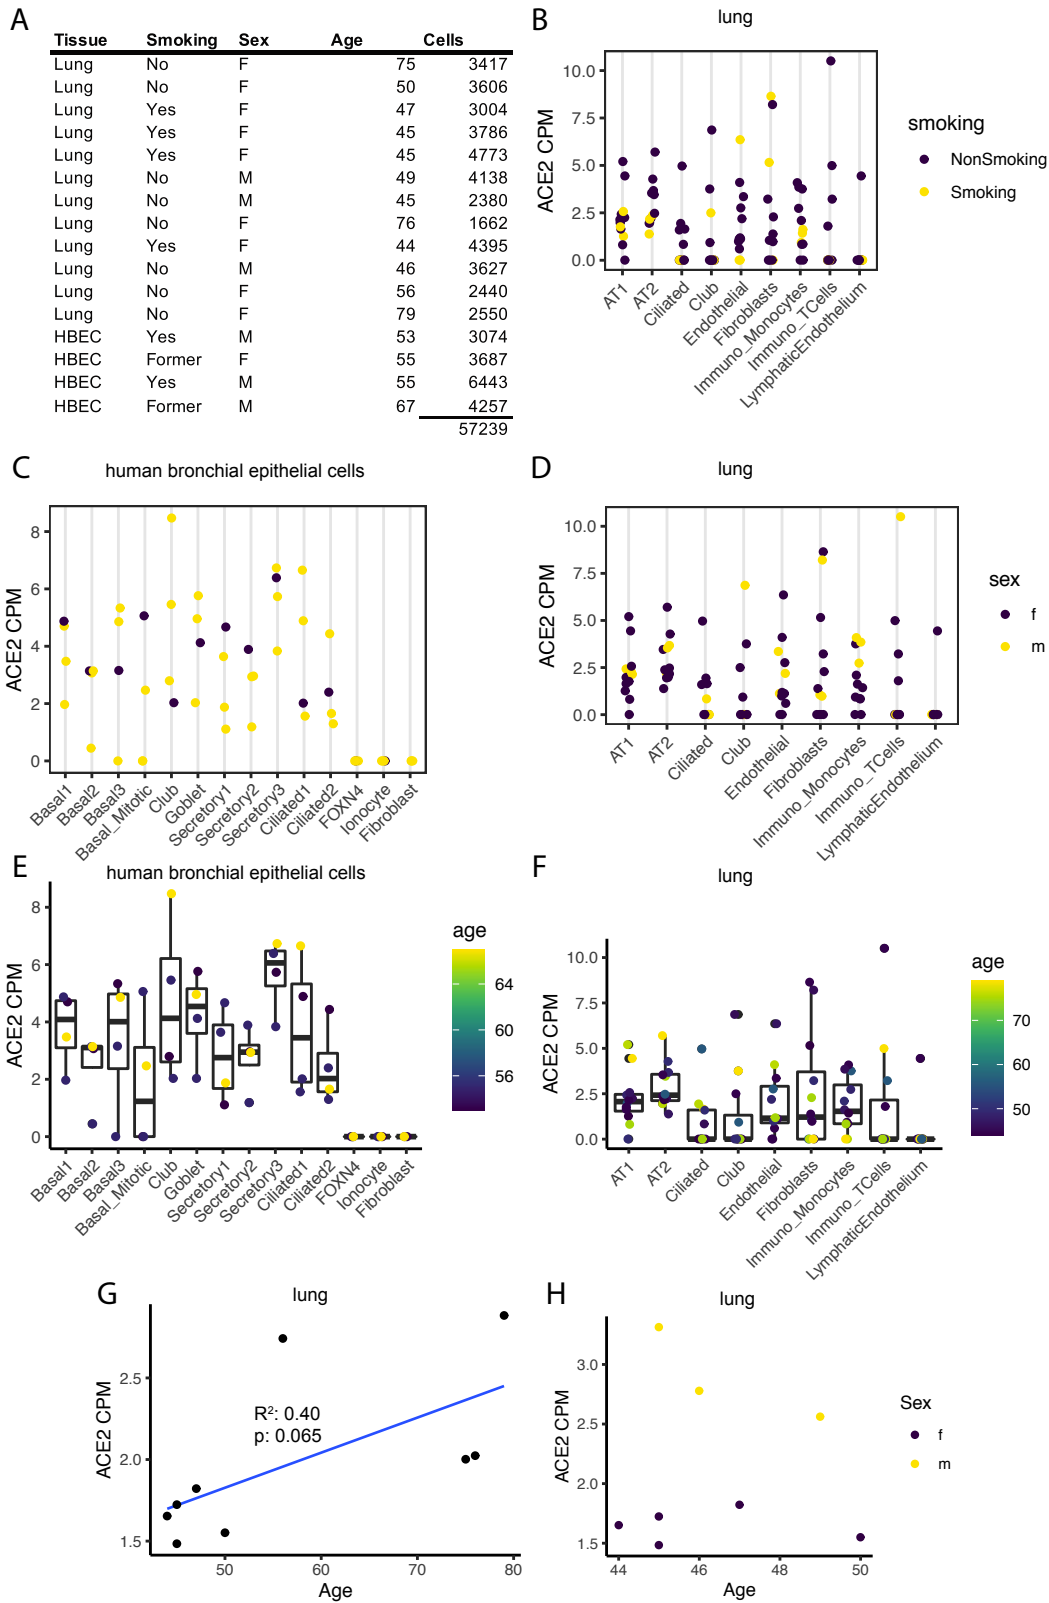 A
Tissue Smoking Sex Age Cells
Lung No F 75 3417
Lung No F 50 3606
Lung Yes F 47 3004
Lung Yes F 45 3786
Lung Yes F 45 4773
Lung No M 49 4138
Lung No M 45 2380
Lung No F 76 1662
Lung Yes F 44 4395
Lung No M 46 3627
Lung No F 56 2440
Lung No F 79 2550
HBEC Yes M 53 3074
HBEC Former F 55 3687
HBEC Yes M 55 6443
HBEC Former M 67 4257
57239
B
lung
ACE2 CPM
10.0
7.5
5.0
2.5
0.0
AT1
AT2
Ciliated
Club
Endothelial
Fibroblasts
Immuno_Monocytes
Immuno_TCells
LymphaticEndothelium
smoking
NonSmoking
Smoking
C
human bronchial epithelial cells
ACE2 CPM
8
6
4
2
0
Basal1
Basal2
Basal3
Basal_Mitotic
Club
Goblet
Secretory1
Secretory2
Secretory3
Ciliated1
Ciliated2
FOXN4
Ionocyte
Fibroblast
D
lung
ACE2 CPM
10.0
7.5
5.0
2.5
0.0
AT1
AT2
Ciliated
Club
Endothelial
Fibroblasts
Immuno_Monocytes
Immuno_TCells
LymphaticEndothelium
sex
f
m
E
human bronchial epithelial cells
ACE2 CPM
8
6
4
2
0
Basal1
Basal2
Basal3
Basal_Mitotic
Club
Goblet
Secretory1
Secretory2
Secretory3
Ciliated1
Ciliated2
FOXN4
Ionocyte
Fibroblast
age
64
60
56
F
lung
ACE2 CPM
10.0
7.5
5.0
2.5
0.0
AT1
AT2
Ciliated
Club
Endothelial
Fibroblasts
Immuno_Monocytes
Immuno_TCells
LymphaticEndothelium
age
70
60
50
G
lung
ACE2 CPM
2.5
2.0
1.5
R²: 0.40
p: 0.065
50 60 70 80
Age
H
lung
ACE2 CPM
3.0
2.5
2.0
1.5
44 46 48 50
Age
Sex
f
m